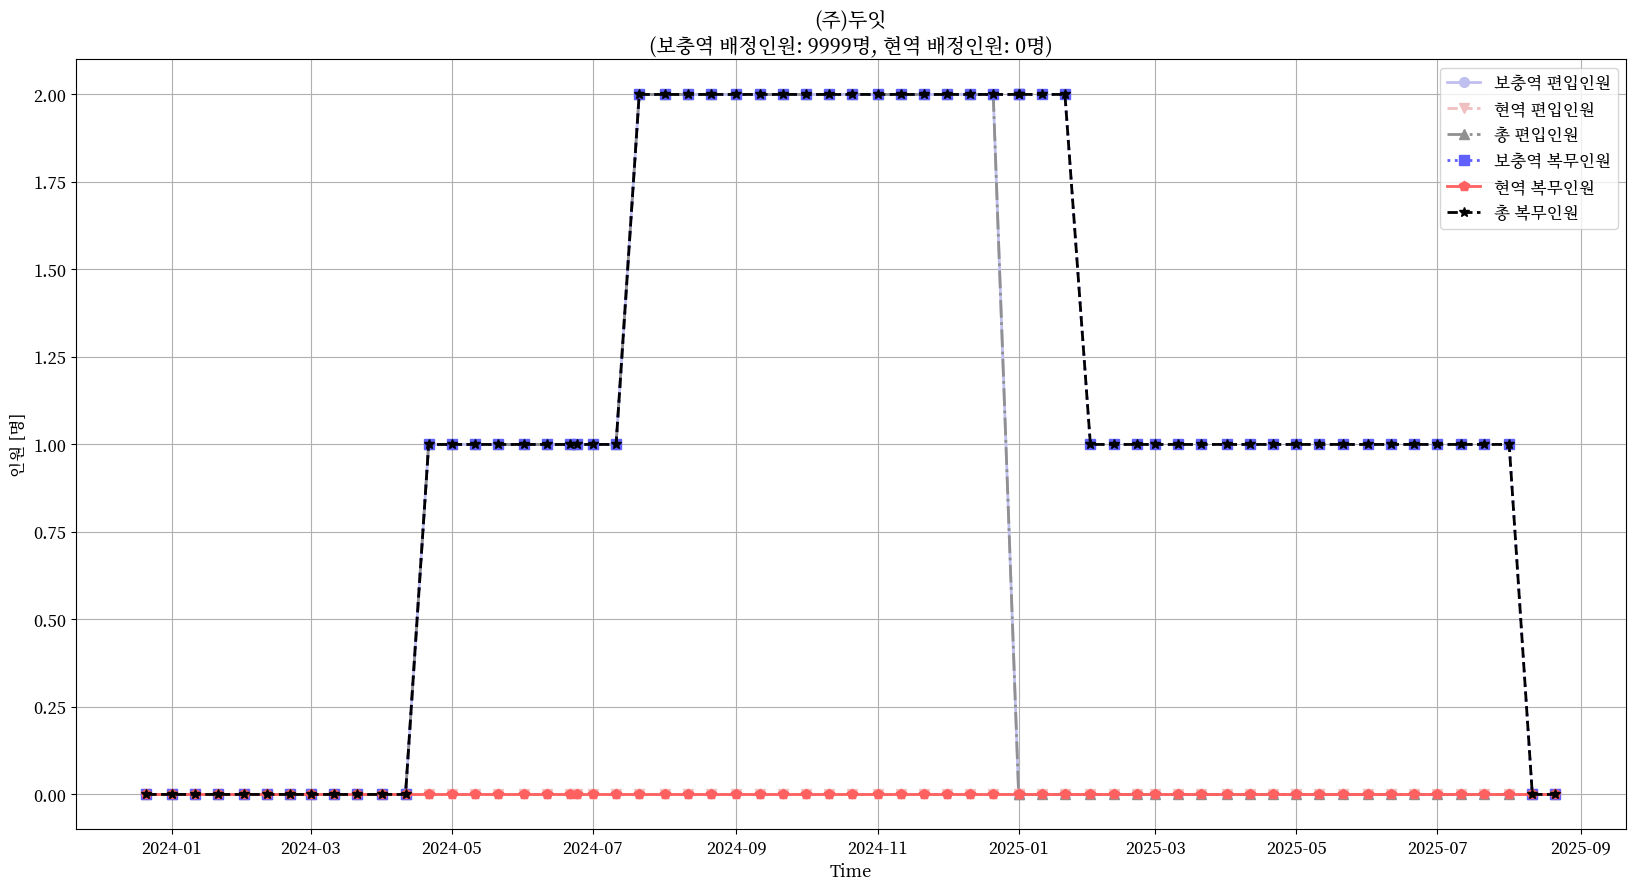 (주)두잇
(보충역 배정인원: 9999명, 현역 배정인원: 0명)
보충역 편입인원
현역 편입인원
총 편입인원
보충역 복무인원
현역 복무인원
총 복무인원
인원 [명]
2.00
1.75
1.50
1.25
1.00
0.75
0.50
0.25
0.00
2024-01
2024-03
2024-05
2024-07
2024-09
2024-11
2025-01
2025-03
2025-05
2025-07
2025-09
Time